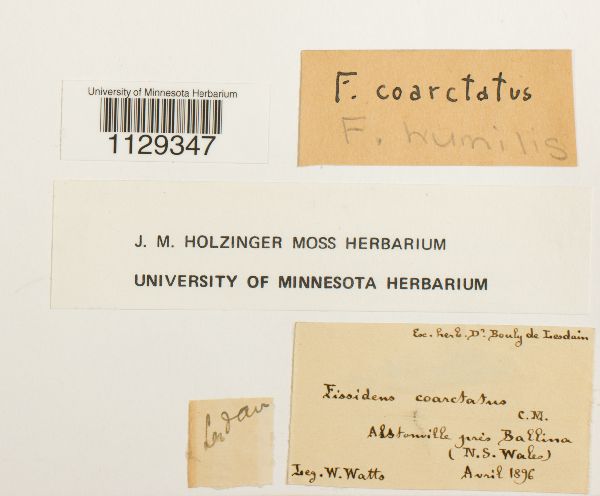 University of Minnesota Herbarium
1129347
F. coarctatus
F. humilis
J. M. HOLZINGER MOSS HERBARIUM
UNIVERSITY OF MINNESOTA HERBARIUM
Ex. herb. Dr. Bouly de Lesdain
Fissidens coarctatus
C.M.
Alstonville près Ballina
(N.S. Wales)
Leg. W. Watts Avril 1896